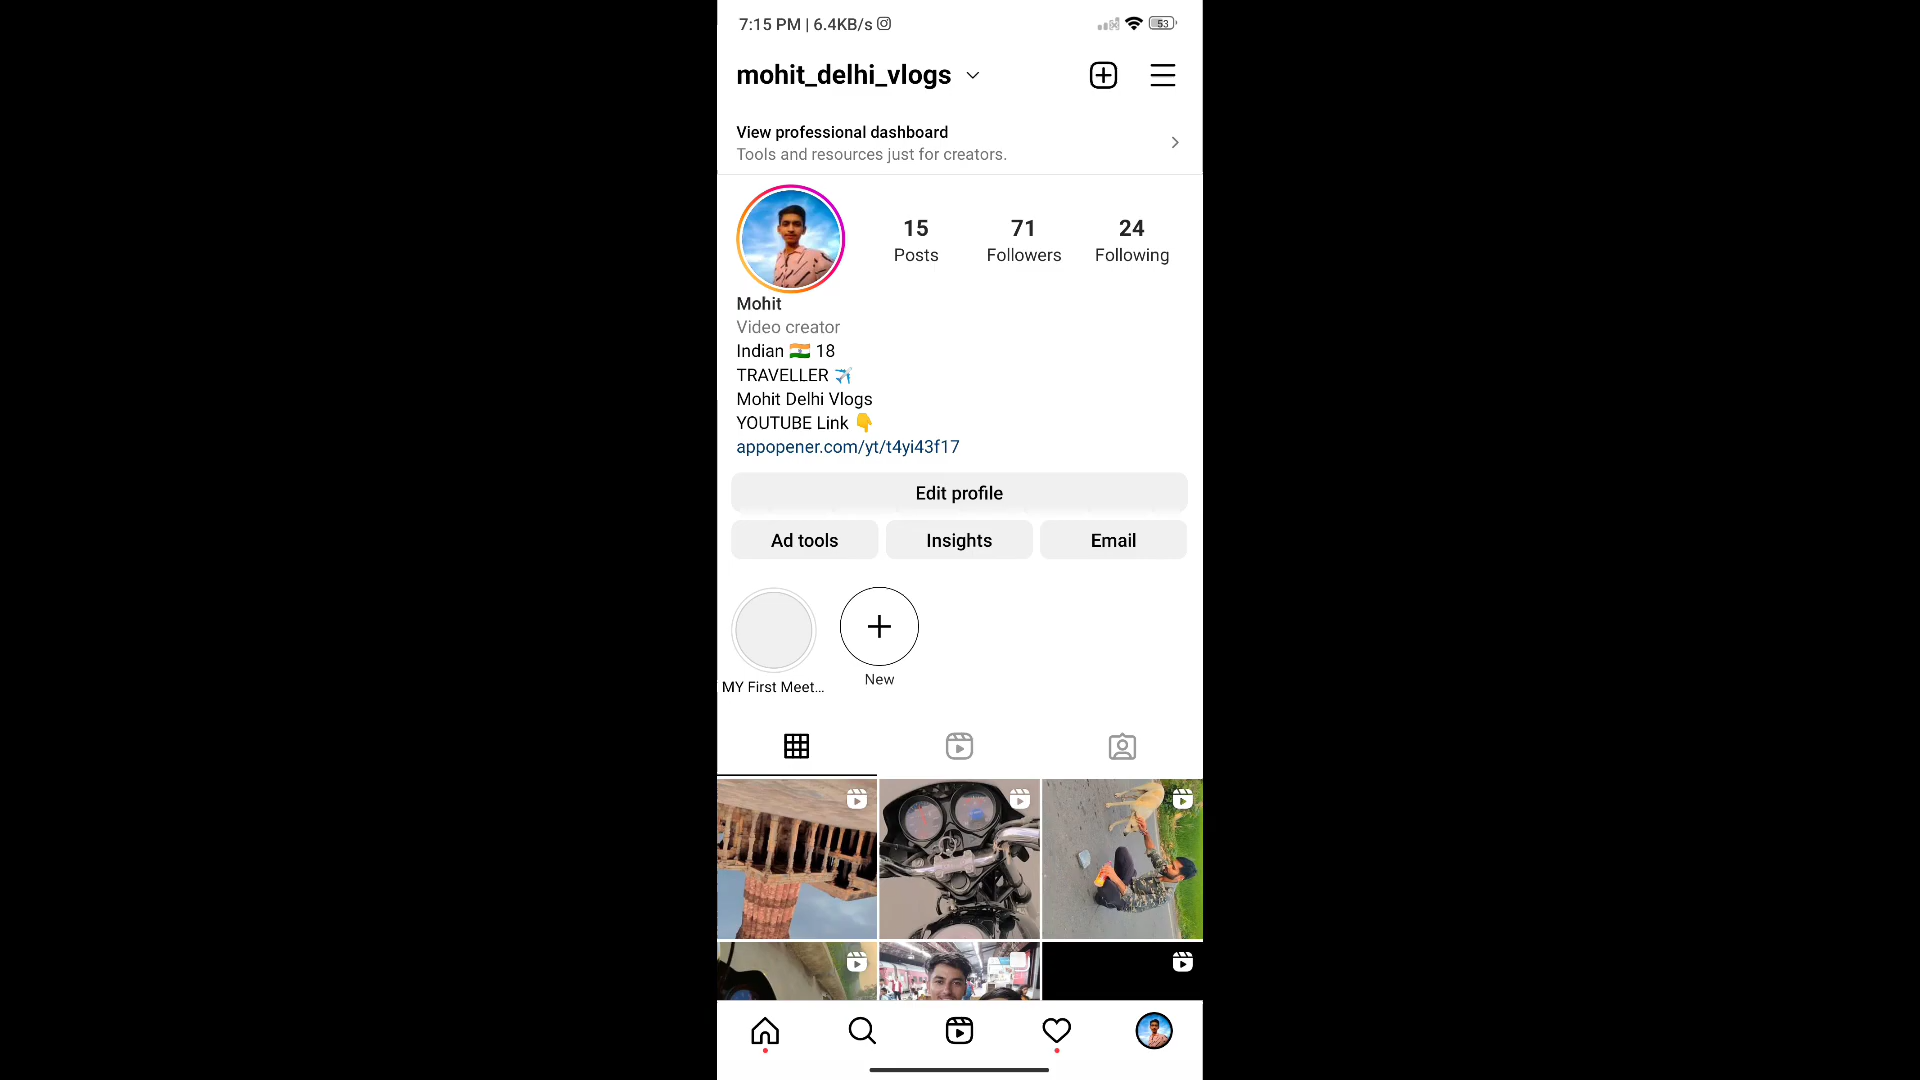 7:15 PM | 6.4KB/s
53
mohit_delhi_vlogs
View professional dashboard
Tools and resources just for creators.
15 71 24
Posts Followers Following
Mohit
Video creator
Indian 🇮🇳 18
TRAVELLER ✈️
Mohit Delhi Vlogs
YOUTUBE Link 👇
appopener.com/yt/t4yi43f17
Edit profile
Ad tools Insights Email
MY First Meet... New